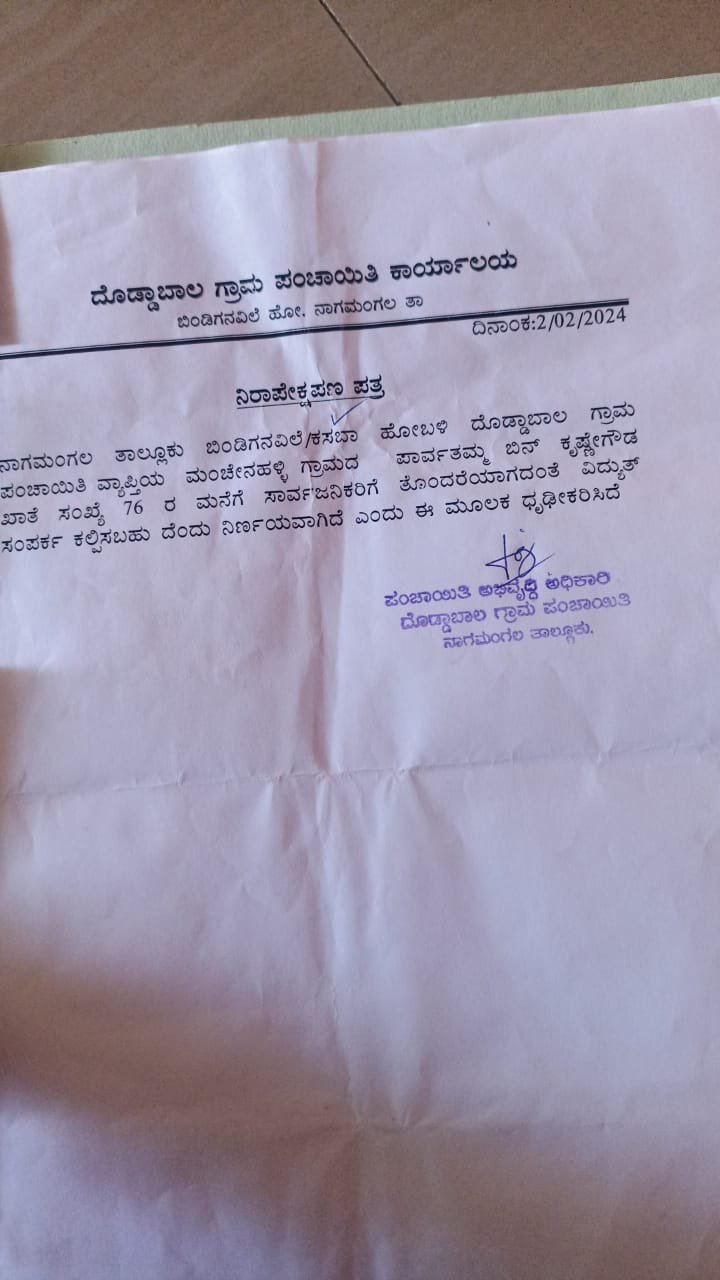 ದೊಡ್ಡಾಬಾಲ ಗ್ರಾಮ ಪಂಚಾಯಿತಿ ಕಾರ್ಯಾಲಯ
ಬಿಂಡಿಗನವಿಲೆ ಹೋ. ನಾಗಮಂಗಲ ತಾ
ದಿನಾಂಕ:2/02/2024
ನಿರಾಪೇಕ್ಷಪಣ ಪತ್ರ
ನಾಗಮಂಗಲ ತಾಲ್ಲೂಕು ಬಿಂಡಿಗನವಿಲೆ/ಕಸಬಾ ಹೋಬಳಿ ದೊಡ್ಡಾಬಾಲ ಗ್ರಾಮ
ಪಂಚಾಯಿತಿ ವ್ಯಾಪ್ತಿಯ ಮಂಚೇನಹಳ್ಳಿ ಗ್ರಾಮದ ಪಾರ್ವತಮ್ಮ ಬಿನ್ ಕೃಷ್ಣೇಗೌಡ
ಖಾತೆ ಸಂಖ್ಯೆ 76 ರ ಮನೆಗೆ ಸಾರ್ವಜನಿಕರಿಗೆ ತೊಂದರೆಯಾಗದಂತೆ ವಿದ್ಯುತ್
ಸಂಪರ್ಕ ಕಲ್ಪಿಸಬಹು ದೆಂದು ನಿರ್ಣಯವಾಗಿದೆ ಎಂದು ಈ ಮೂಲಕ ಧೃಢೀಕರಿಸಿದೆ
ಪಂಚಾಯಿತಿ ಅಭಿವೃದ್ಧಿ ಅಧಿಕಾರಿ
ದೊಡ್ಡಾಬಾಲ ಗ್ರಾಮ ಪಂಚಾಯಿತಿ
ನಾಗಮಂಗಲ ತಾಲ್ಲೂಕು.